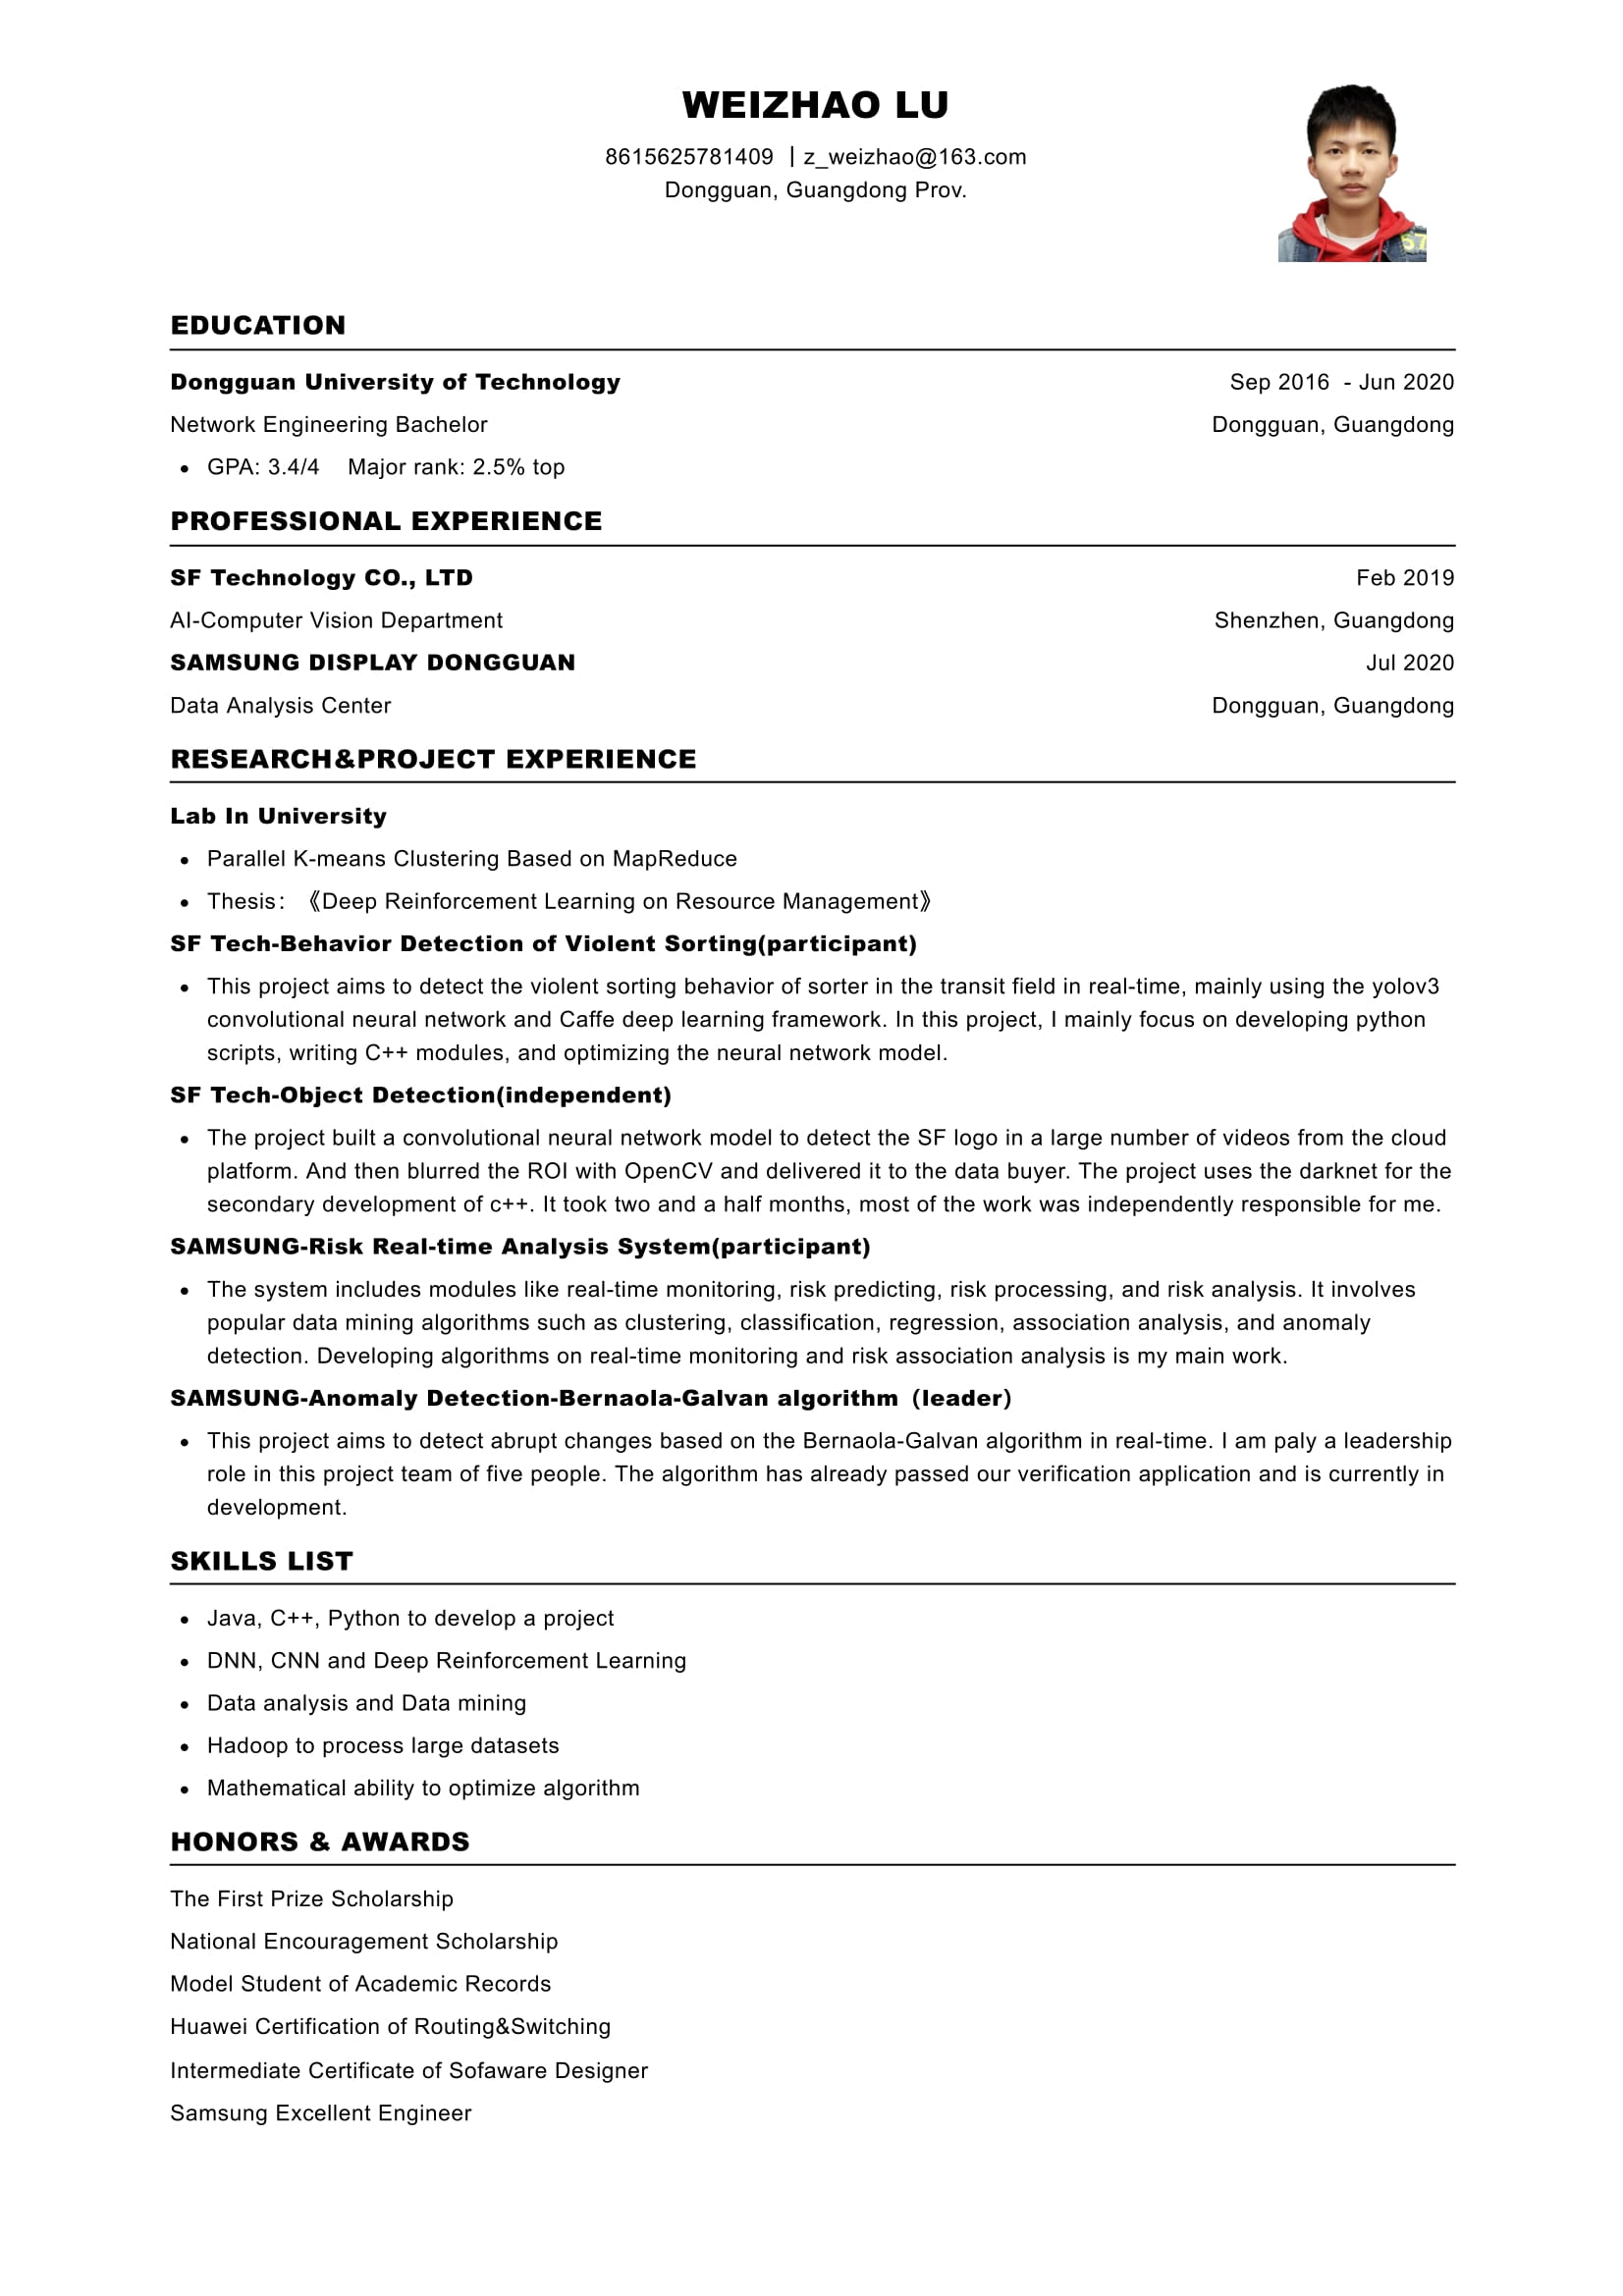 WEIZHAO LU
8615625781409 | z_weizhao@163.com
Dongguan, Guangdong Prov.
EDUCATION
Dongguan University of Technology Sep 2016 - Jun 2020
Network Engineering Bachelor Dongguan, Guangdong
• GPA: 3.4/4 Major rank: 2.5% top
PROFESSIONAL EXPERIENCE
SF Technology CO., LTD Feb 2019
AI-Computer Vision Department Shenzhen, Guangdong
SAMSUNG DISPLAY DONGGUAN Jul 2020
Data Analysis Center Dongguan, Guangdong
RESEARCH&PROJECT EXPERIENCE
Lab In University
• Parallel K-means Clustering Based on MapReduce
• Thesis：《Deep Reinforcement Learning on Resource Management》
SF Tech-Behavior Detection of Violent Sorting(participant)
• This project aims to detect the violent sorting behavior of sorter in the transit field in real-time, mainly using the yolov3
convolutional neural network and Caffe deep learning framework. In this project, I mainly focus on developing python
scripts, writing C++ modules, and optimizing the neural network model.
SF Tech-Object Detection(independent)
• The project built a convolutional neural network model to detect the SF logo in a large number of videos from the cloud
platform. And then blurred the ROI with OpenCV and delivered it to the data buyer. The project uses the darknet for the
secondary development of c++. It took two and a half months, most of the work was independently responsible for me.
SAMSUNG-Risk Real-time Analysis System(participant)
• The system includes modules like real-time monitoring, risk predicting, risk processing, and risk analysis. It involves
popular data mining algorithms such as clustering, classification, regression, association analysis, and anomaly
detection. Developing algorithms on real-time monitoring and risk association analysis is my main work.
SAMSUNG-Anomaly Detection-Bernaola-Galvan algorithm（leader）
• This project aims to detect abrupt changes based on the Bernaola-Galvan algorithm in real-time. I am paly a leadership
role in this project team of five people. The algorithm has already passed our verification application and is currently in
development.
SKILLS LIST
• Java, C++, Python to develop a project
• DNN, CNN and Deep Reinforcement Learning
• Data analysis and Data mining
• Hadoop to process large datasets
• Mathematical ability to optimize algorithm
HONORS & AWARDS
The First Prize Scholarship
National Encouragement Scholarship
Model Student of Academic Records
Huawei Certification of Routing&Switching
Intermediate Certificate of Sofaware Designer
Samsung Excellent Engineer